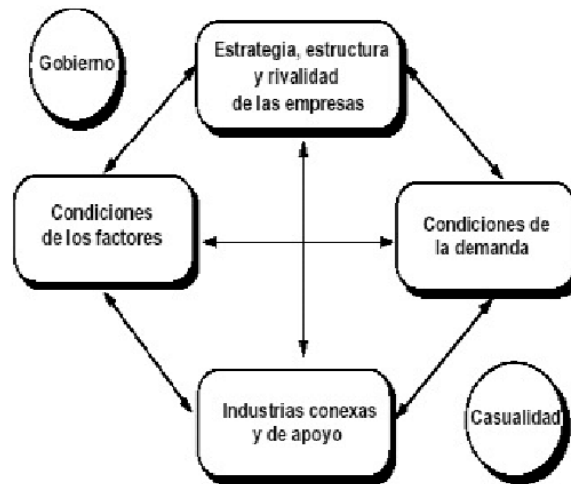 Gobierno
Estrategia, estructura
y rivalidad
de las empresas
Condiciones
de los factores
Condiciones de
la demanda
Industrias conexas
y de apoyo
Casualidad